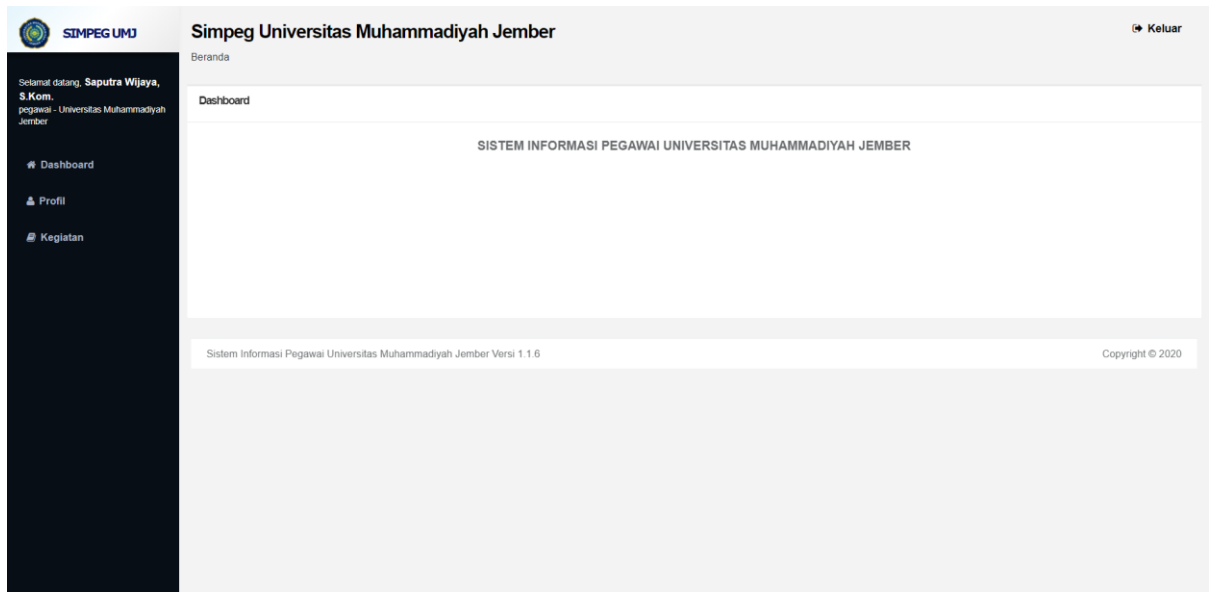 SIMPEG UMJ
Selamat datang, Saputra Wijaya,
S.Kom.
pegawai - Universitas Muhammadiyah
Jember
Dashboard
Profil
Kegiatan
Simpeg Universitas Muhammadiyah Jember
Keluar
Beranda
Dashboard
SISTEM INFORMASI PEGAWAI UNIVERSITAS MUHAMMADIYAH JEMBER
Sistem Informasi Pegawai Universitas Muhammadiyah Jember Versi 1.1.6
Copyright © 2020